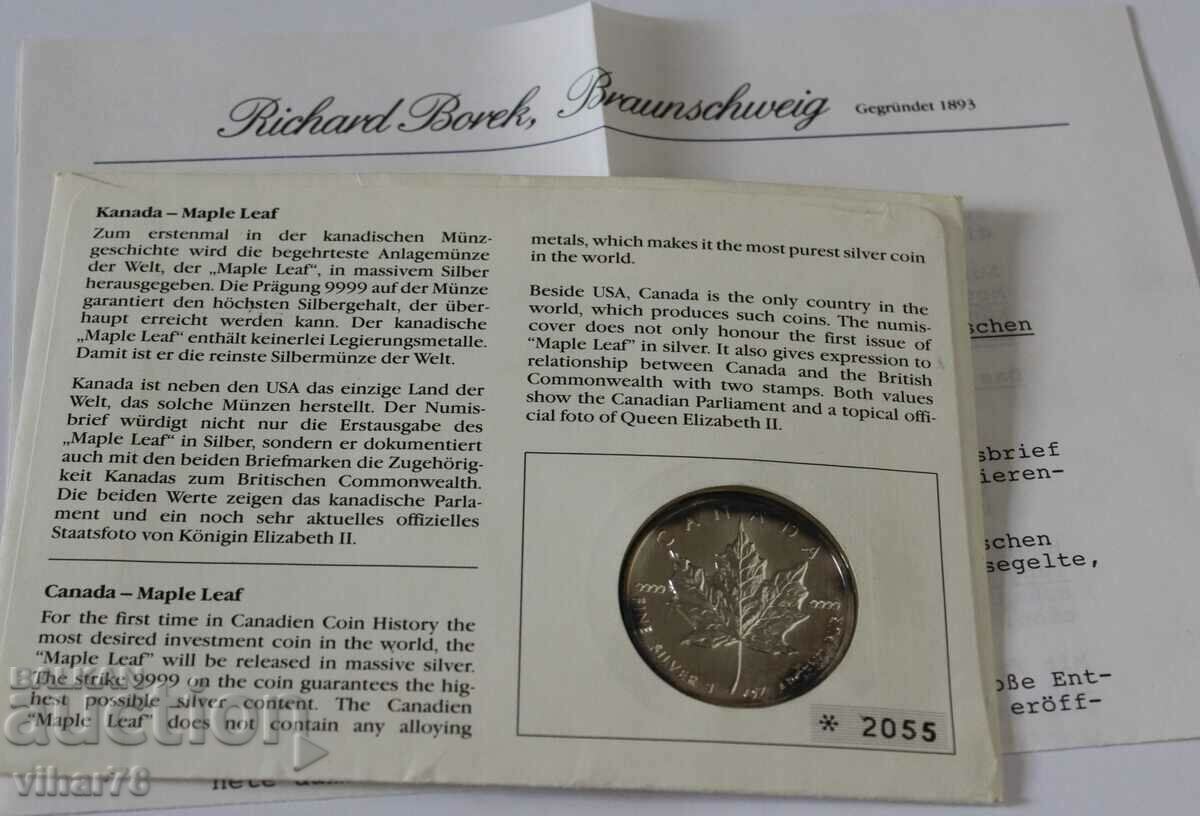 Richard Borek, Braunschweig Gegründet 1893
Kanada – Maple Leaf
Zum erstenmal in der kanadischen Münz-
geschichte wird die begehrteste Anlagemünze
der Welt, der „Maple Leaf“, in massivem Silber
herausgegeben. Die Prägung 9999 auf der Münze
garantiert den höchsten Silbergehalt, der über-
haupt erreicht werden kann. Der kanadische
„Maple Leaf“ enthält keinerlei Legierungsmetalle.
Damit ist er die reinste Silbermünze der Welt.
Kanada ist neben den USA das einzige Land der
Welt, das solche Münzen herstellt. Der Numis-
brief würdigt nicht nur die Erstausgabe des
„Maple Leaf“ in Silber, sondern er dokumentiert
auch mit den beiden Briefmarken die Zugehörig-
keit Kanadas zum Britischen Commonwealth.
Die beiden Werte zeigen das kanadische Parla-
ment und ein noch sehr aktuelles offizielles
Staatsfoto von Königin Elizabeth II.
Canada – Maple Leaf
For the first time in Canadien Coin History the
most desired investment coin in the world, the
"Maple Leaf" will be released in massive silver.
The strike 9999 on the coin guarantees the hig-
hest possible silver content. The Canadien
"Maple Leaf" does not contain any alloying
metals, which makes it the most purest silver coin
in the world.
Beside USA, Canada is the only country in the
world, which produces such coins. The numis-
cover does not only honour the first issue of
"Maple Leaf" in silver. It also gives expression to
relationship between Canada and the British
Commonwealth with two stamps. Both values
show the Canadian Parliament and a topical offi-
cial foto of Queen Elizabeth II.
CANADA
9999 9999
FINE SILVER 1 OZ ARGENT PUR
* 2055
schen
sbrief
ieren-
schen
segelte,
oße Ent-
eröff-
BALKAN
auction
vihar78